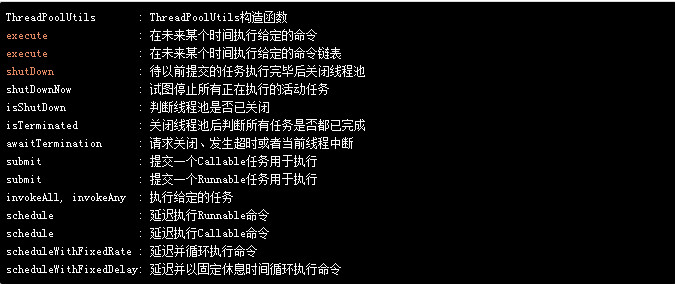 ThreadPoolUtils : ThreadPoolUtils构造函数
execute : 在未来某个时间执行给定的命令
execute : 在未来某个时间执行给定的命令链表
shutDown : 待以前提交的任务执行完毕后关闭线程池
shutDownNow : 试图停止所有正在执行的活动任务
isShutDown : 判断线程池是否已关闭
isTerminated : 关闭线程池后判断所有任务是否都已完成
awaitTermination : 请求关闭、发生超时或者当前线程中断
submit : 提交一个Callable任务用于执行
submit : 提交一个Runnable任务用于执行
invokeAll, invokeAny : 执行给定的任务
schedule : 延迟执行Runnable命令
schedule : 延迟执行Callable命令
scheduleWithFixedRate : 延迟并循环执行命令
scheduleWithFixedDelay: 延迟并以固定休息时间循环执行命令